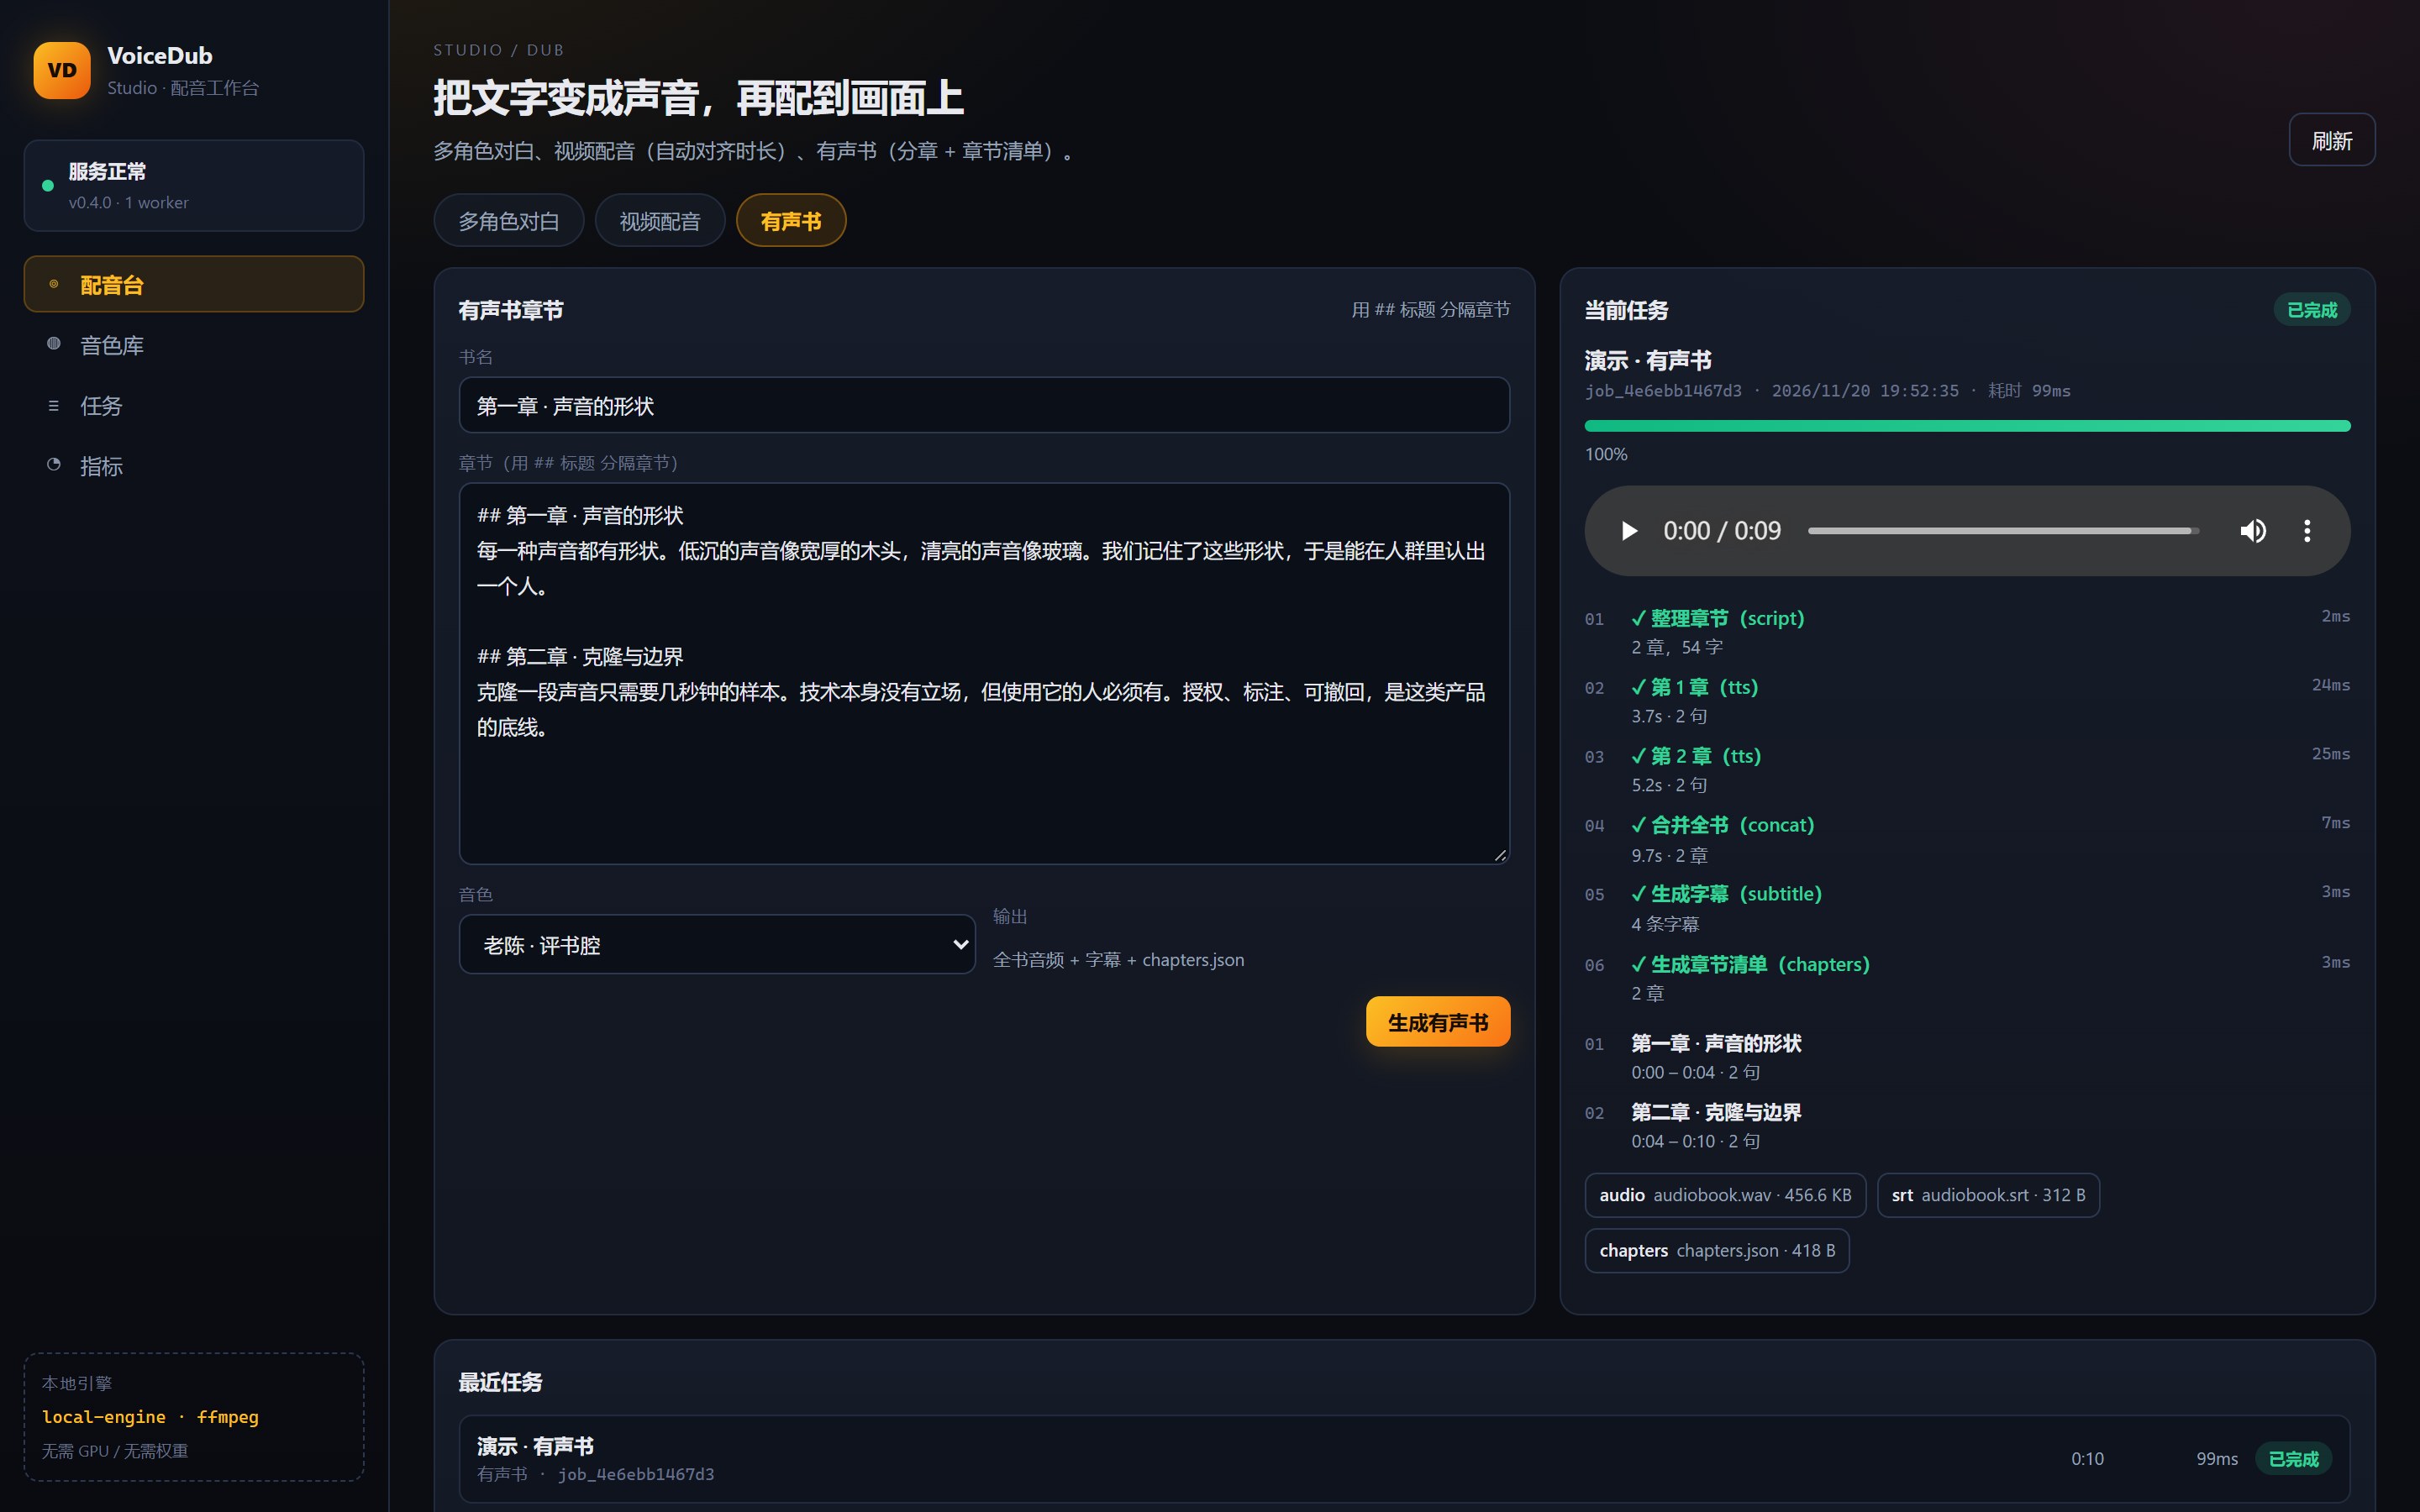 VD
VoiceDub
Studio · 配音工作台
服务正常
v0.4.0 · 1 worker
配音台
音色库
任务
指标
本地引擎
local-engine · ffmpeg
无需 GPU / 无需权重
STUDIO / DUB
把文字变成声音，再配到画面上
多角色对白、视频配音（自动对齐时长）、有声书（分章 + 章节清单）。
刷新
多角色对白
视频配音
有声书
有声书章节
用 ## 标题 分隔章节
书名
第一章 · 声音的形状
章节（用 ## 标题 分隔章节）
## 第一章 · 声音的形状
每一种声音都有形状。低沉的声音像宽厚的木头，清亮的声音像玻璃。我们记住了这些形状，于是能在人群里认出
一个人。
## 第二章 · 克隆与边界
克隆一段声音只需要几秒钟的样本。技术本身没有立场，但使用它的人必须有。授权、标注、可撤回，是这类产品
的底线。
音色
老陈 · 评书腔
输出
全书音频 + 字幕 + chapters.json
生成有声书
当前任务
已完成
演示 · 有声书
job_4e6ebb1467d3 · 2026/11/20 19:52:35 · 耗时 99ms
100%
0:00 / 0:09
01 ✓ 整理章节（script） 2ms
2 章，54 字
02 ✓ 第 1 章（tts） 24ms
3.7s · 2 句
03 ✓ 第 2 章（tts） 25ms
5.2s · 2 句
04 ✓ 合并全书（concat） 7ms
9.7s · 2 章
05 ✓ 生成字幕（subtitle） 3ms
4 条字幕
06 ✓ 生成章节清单（chapters） 3ms
2 章
01 第一章 · 声音的形状
0:00 – 0:04 · 2 句
02 第二章 · 克隆与边界
0:04 – 0:10 · 2 句
audio audiobook.wav · 456.6 KB
srt audiobook.srt · 312 B
chapters chapters.json · 418 B
最近任务
演示 · 有声书
有声书 · job_4e6ebb1467d3
0:10
99ms
已完成